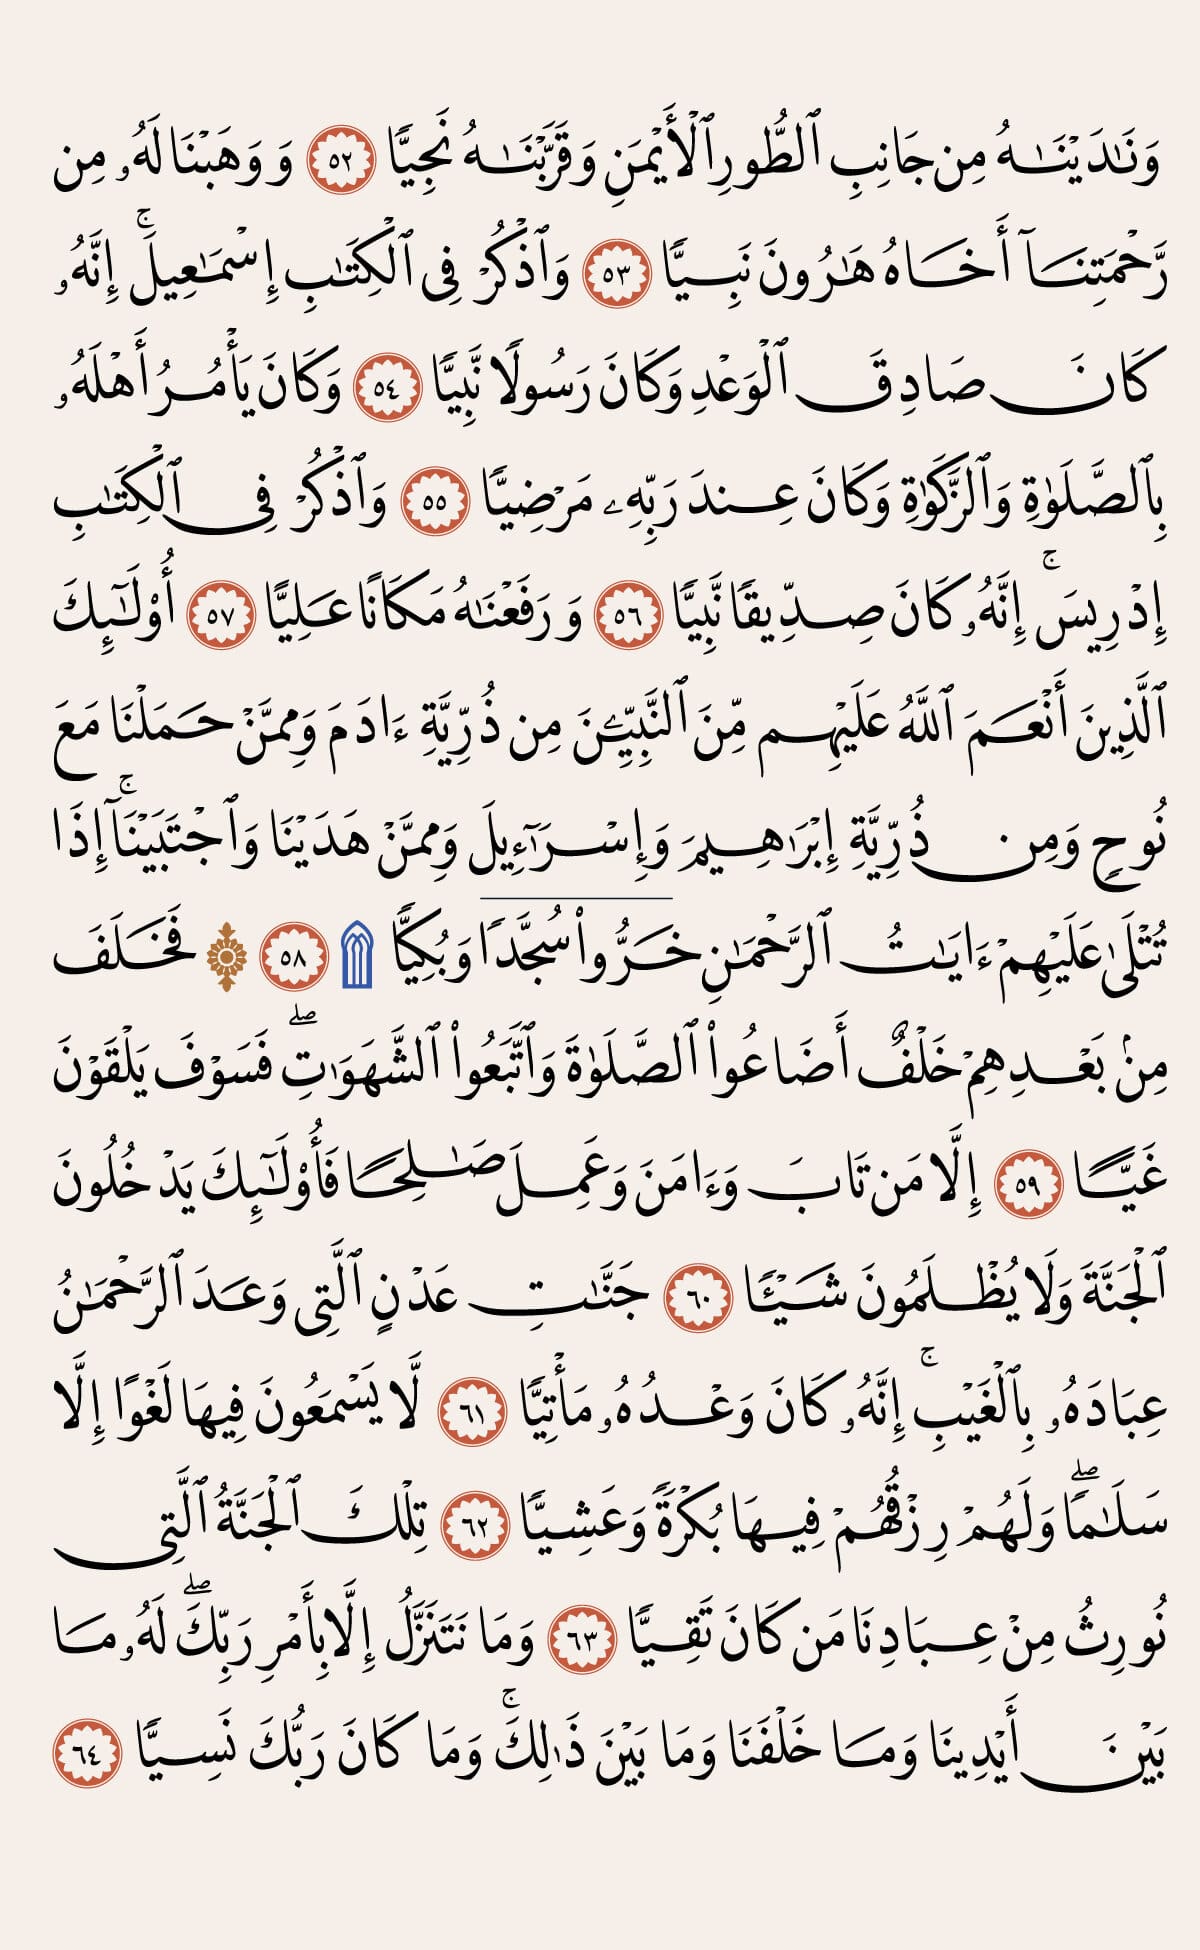 وَنَٰدَيْنَٰهُ مِن جَانِبِ ٱلطُّورِ ٱلْأَيْمَنِ وَقَرَّبْنَٰهُ نَجِيًّا ٥٢ وَوَهَبْنَا لَهُۥ مِن
رَّحْمَتِنَآ أَخَاهُ هَٰرُونَ نَبِيًّا ٥٣ وَٱذْكُرْ فِى ٱلْكِتَٰبِ إِسْمَٰعِيلَ ۚ إِنَّهُۥ
كَانَ صَادِقَ ٱلْوَعْدِ وَكَانَ رَسُولًا نَّبِيًّا ٥٤ وَكَانَ يَأْمُرُ أَهْلَهُۥ
بِٱلصَّلَوٰةِ وَٱلزَّكَوٰةِ وَكَانَ عِندَ رَبِّهِۦ مَرْضِيًّا ٥٥ وَٱذْكُرْ فِى ٱلْكِتَٰبِ
إِدْرِيسَ ۚ إِنَّهُۥ كَانَ صِدِّيقًا نَّبِيًّا ٥٦ وَرَفَعْنَٰهُ مَكَانًا عَلِيًّا ٥٧ أُو۟لَٰٓئِكَ
ٱلَّذِينَ أَنْعَمَ ٱللَّهُ عَلَيْهِم مِّنَ ٱلنَّبِيِّـۧنَ مِن ذُرِّيَّةِ ءَادَمَ وَمِمَّنْ حَمَلْنَا مَعَ
نُوحٍ وَمِن ذُرِّيَّةِ إِبْرَٰهِيمَ وَإِسْرَٰٓءِيلَ وَمِمَّنْ هَدَيْنَا وَٱجْتَبَيْنَآ ۚ إِذَا
تُتْلَىٰ عَلَيْهِمْ ءَايَٰتُ ٱلرَّحْمَٰنِ خَرُّوا۟ سُجَّدًا وَبُكِيًّا ٥٨ فَخَلَفَ
مِنۢ بَعْدِهِمْ خَلْفٌ أَضَاعُوا۟ ٱلصَّلَوٰةَ وَٱتَّبَعُوا۟ ٱلشَّهَوَٰتِ ۖ فَسَوْفَ يَلْقَوْنَ
غَيًّا ٥٩ إِلَّا مَن تَابَ وَءَامَنَ وَعَمِلَ صَٰلِحًا فَأُو۟لَٰٓئِكَ يَدْخُلُونَ
ٱلْجَنَّةَ وَلَا يُظْلَمُونَ شَيْـًٔا ٦٠ جَنَّٰتِ عَدْنٍ ٱلَّتِى وَعَدَ ٱلرَّحْمَٰنُ
عِبَادَهُۥ بِٱلْغَيْبِ ۚ إِنَّهُۥ كَانَ وَعْدُهُۥ مَأْتِيًّا ٦١ لَّا يَسْمَعُونَ فِيهَا لَغْوًا إِلَّا
سَلَٰمًا ۖ وَلَهُمْ رِزْقُهُمْ فِيهَا بُكْرَةً وَعَشِيًّا ٦٢ تِلْكَ ٱلْجَنَّةُ ٱلَّتِى
نُورِثُ مِنْ عِبَادِنَا مَن كَانَ تَقِيًّا ٦٣ وَمَا نَتَنَزَّلُ إِلَّا بِأَمْرِ رَبِّكَ ۖ لَهُۥ مَا
بَيْنَ أَيْدِينَا وَمَا خَلْفَنَا وَمَا بَيْنَ ذَٰلِكَ ۚ وَمَا كَانَ رَبُّكَ نَسِيًّا ٦٤